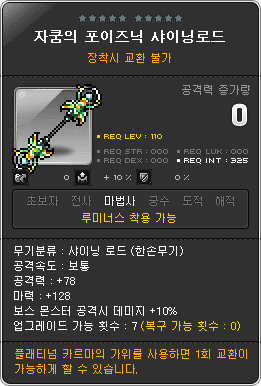 자쿰의 포이즈닉 샤이닝로드
장착시 교환 불가
공격력 증가량
0
REQ LEV : 110
REQ STR : 000 REQ LUK : 000
REQ DEX : 000 REQ INT : 325
0 + 10 % 0
초보자 전사 마법사 궁수 도적 해적
루미너스 착용 가능
무기분류 : 샤이닝 로드 (한손무기)
공격속도 : 보통
공격력 : +78
마력 : +128
보스 몬스터 공격시 데미지 +10%
업그레이드 가능 횟수 : 7 (복구 가능 횟수 : 0)
플래티넘 카르마의 가위를 사용하면 1회 교환이
가능하게 할 수 있습니다.